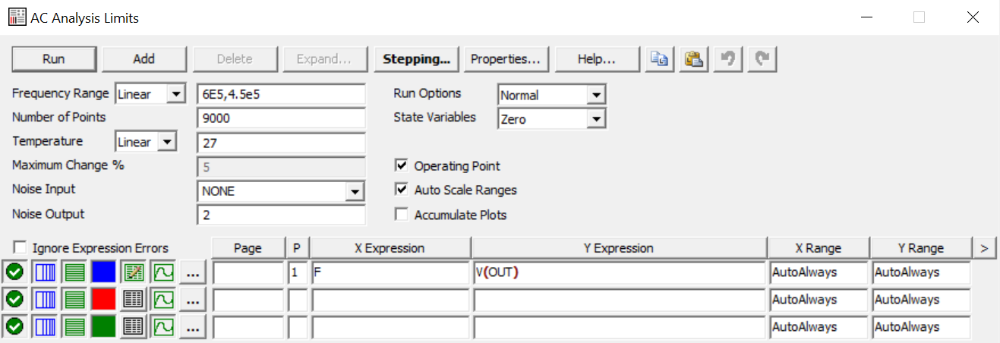 AC Analysis Limits
Run Add Delete Expand... Stepping... Properties... Help...
Frequency Range Linear 6E5,4.5e5 Run Options Normal
Number of Points 9000 State Variables Zero
Temperature Linear 27
Maximum Change % 5 Operating Point
Noise Input NONE Auto Scale Ranges
Noise Output 2 Accumulate Plots
Ignore Expression Errors Page P X Expression Y Expression X Range Y Range >
... 1 F V(OUT) AutoAlways AutoAlways
... AutoAlways AutoAlways
... AutoAlways AutoAlways